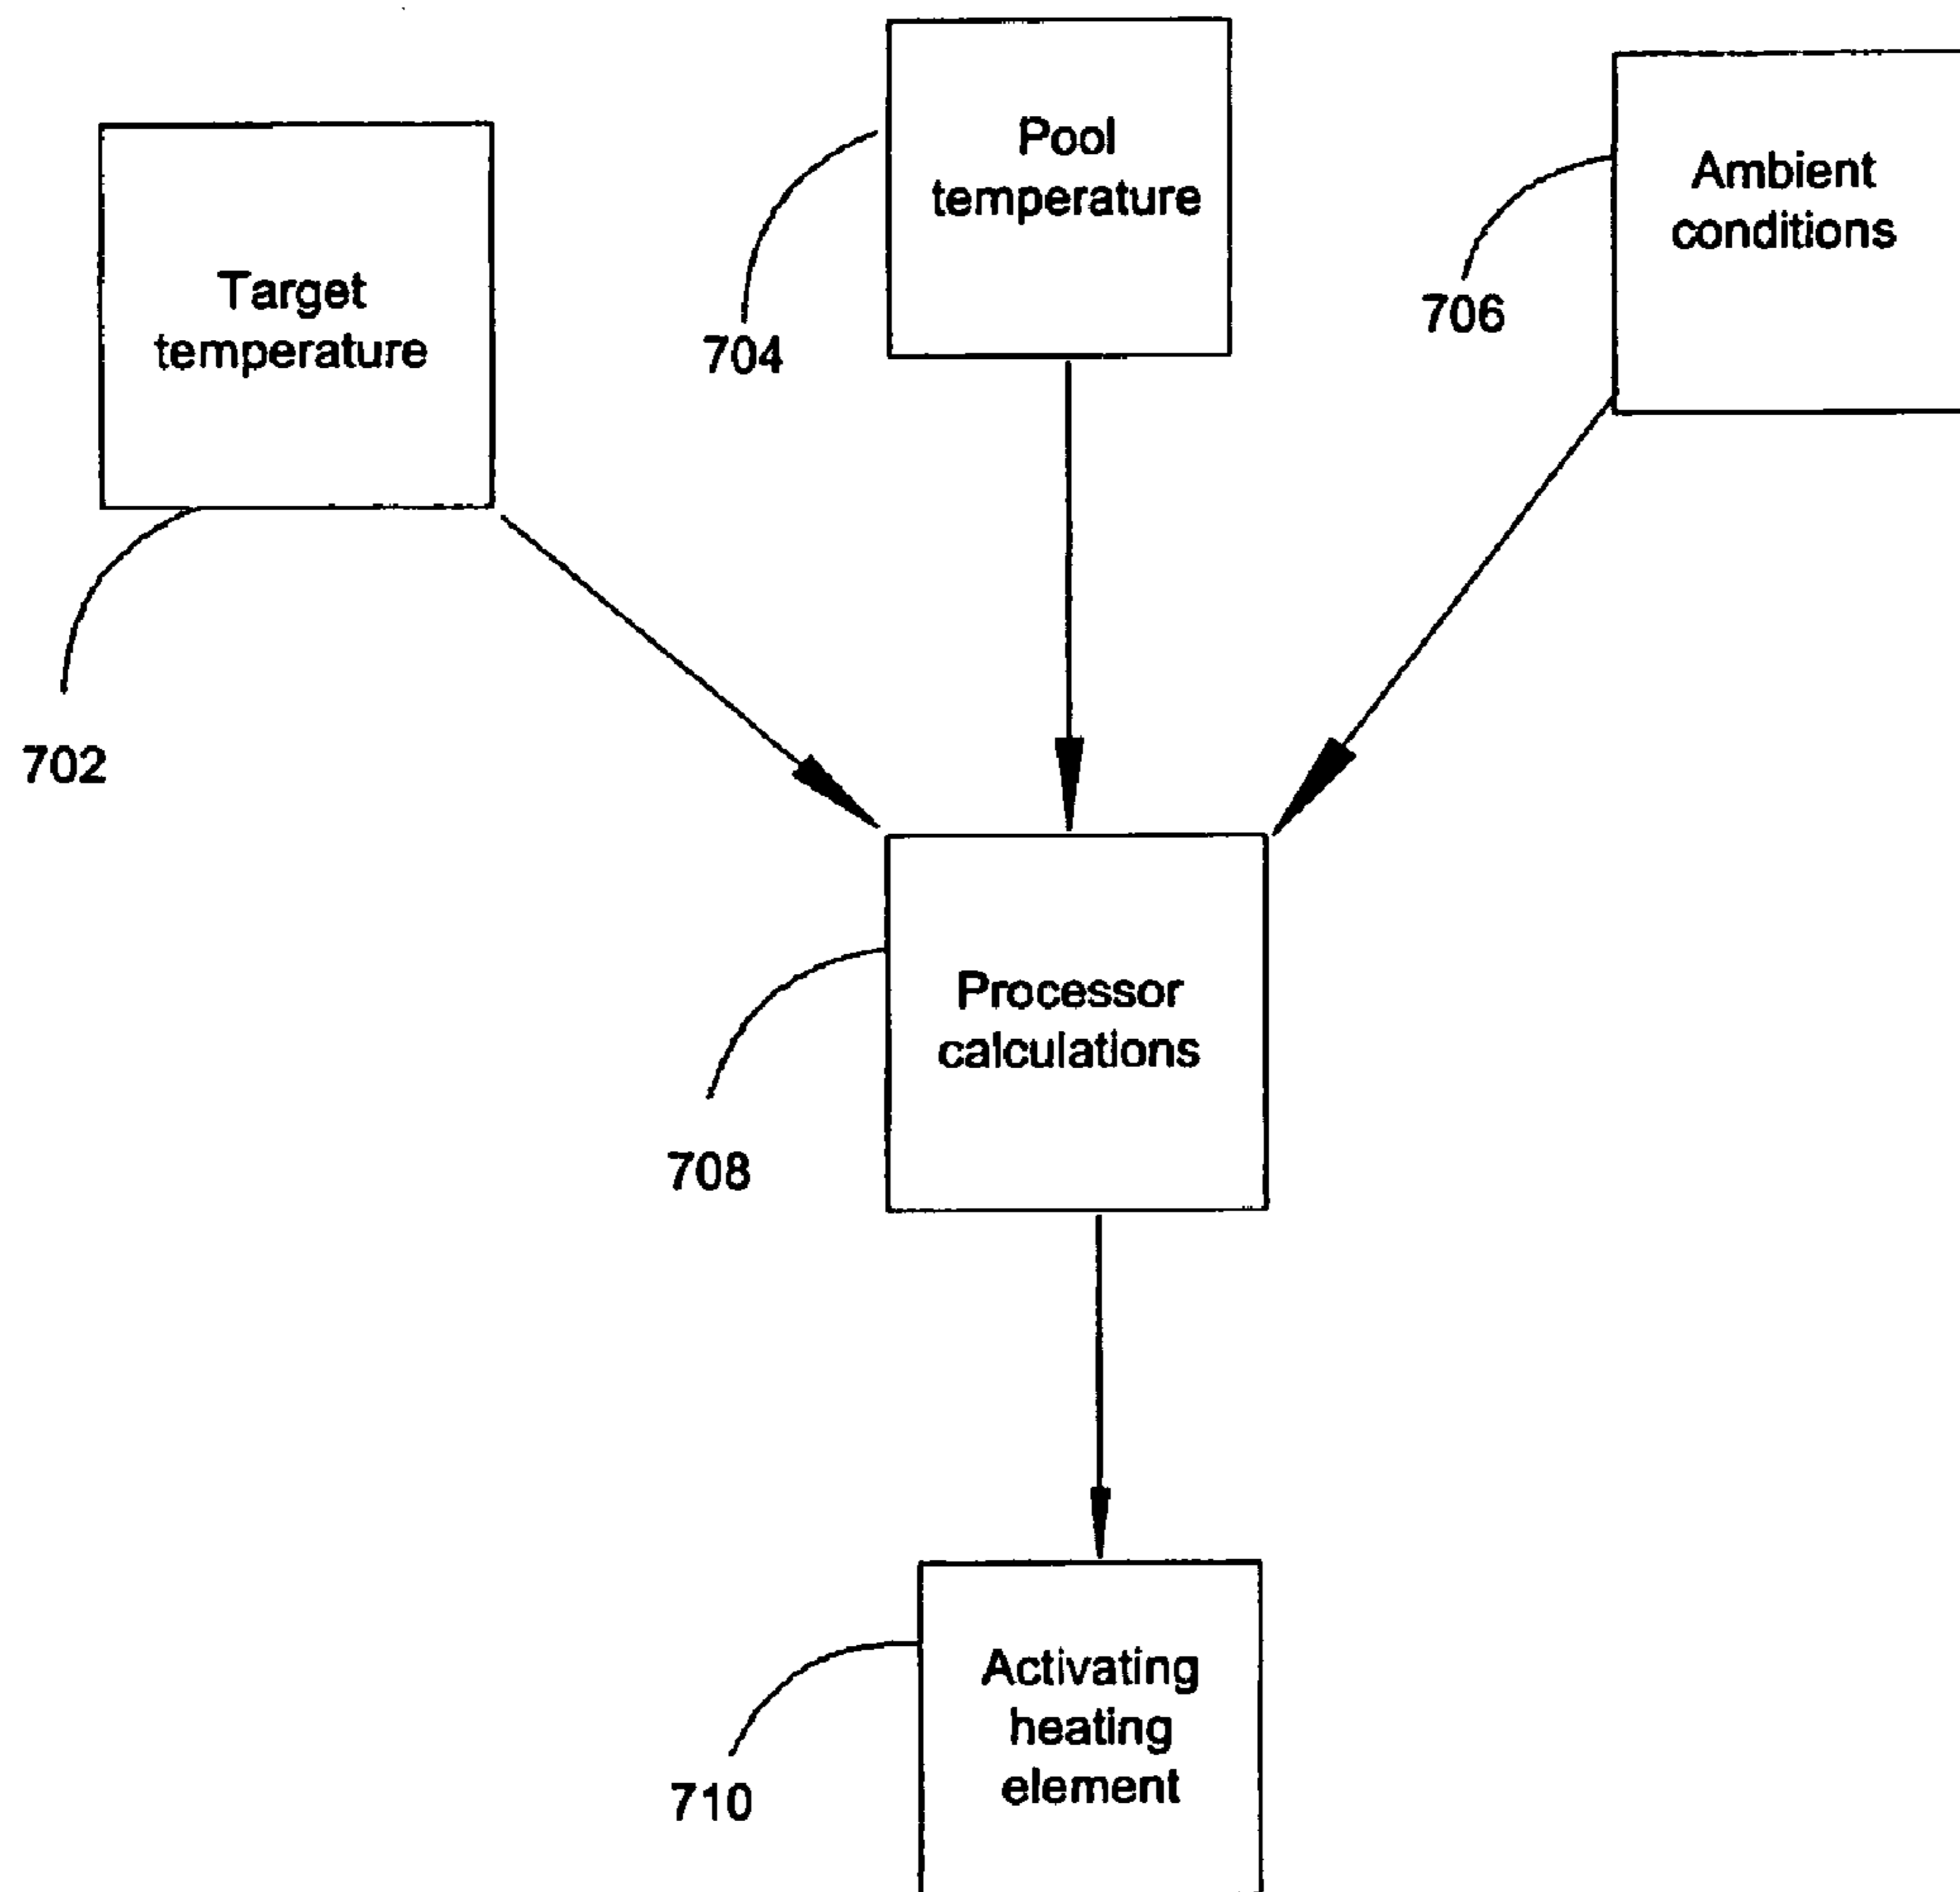 Pool
temperature
Ambient
conditions
Target
temperature
706
704
702
Processor
calculations
708
Activating
heating
element
710